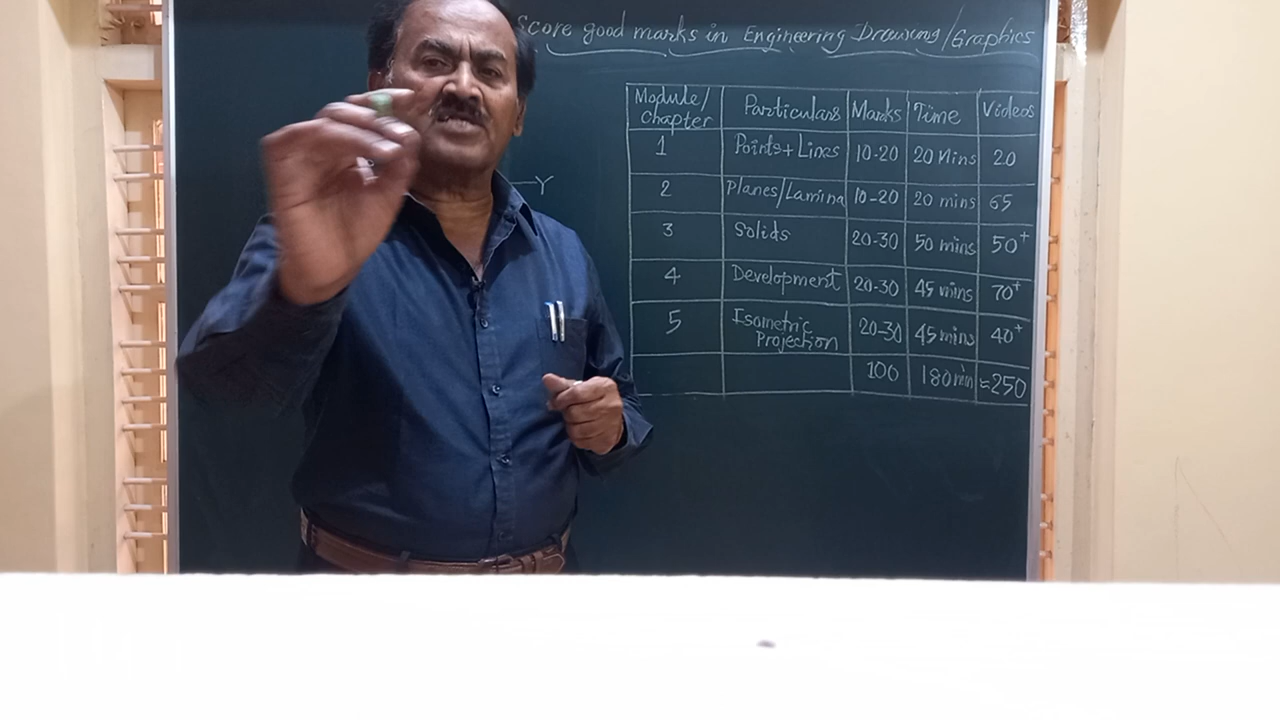 Score good marks in Engineering Drawing/Graphics
Y
Module/Chapter Particulars Marks Time Videos
1 Points+Lines 10-20 20 Mins 20
2 Planes/Lamina 10-20 20 mins 65
3 Solids 20-30 50 mins 50+
4 Development 20-30 45 mins 70+
5 Isometric Projection 20-30 45 mins 40+
100 180 min ≈250